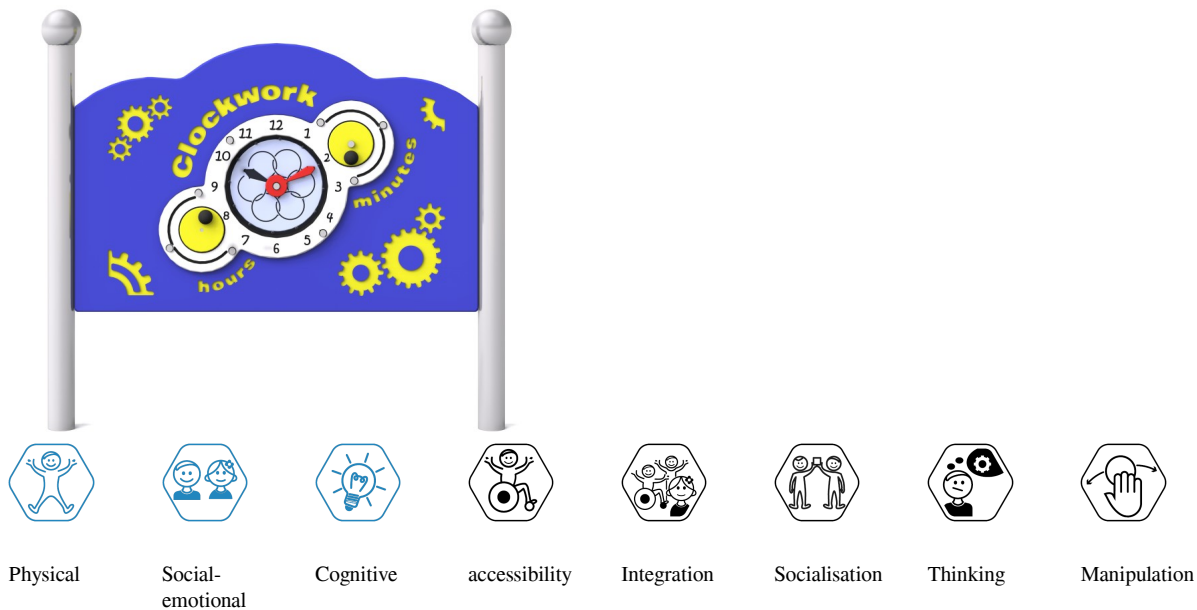 Clockwork
12
1
2
3
4
5
6
7
8
9
10
11
minutes
hours
Physical
Social-
emotional
Cognitive
accessibility
Integration
Socialisation
Thinking
Manipulation